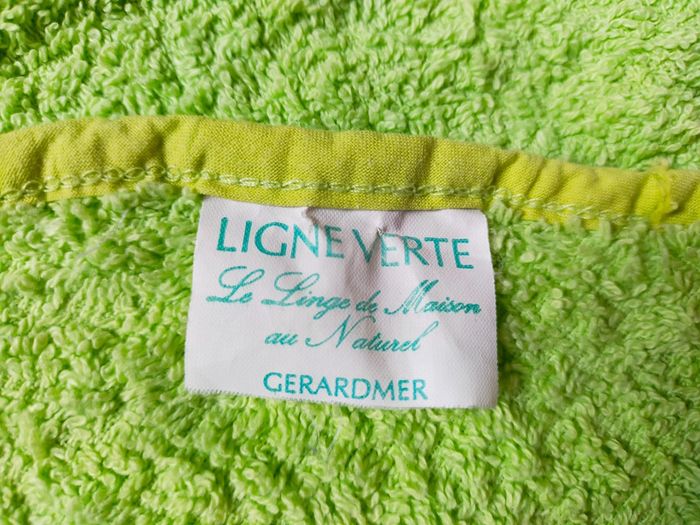 LIGNE VERTE
Le Linge de Maison
au Naturel
GERARDMER